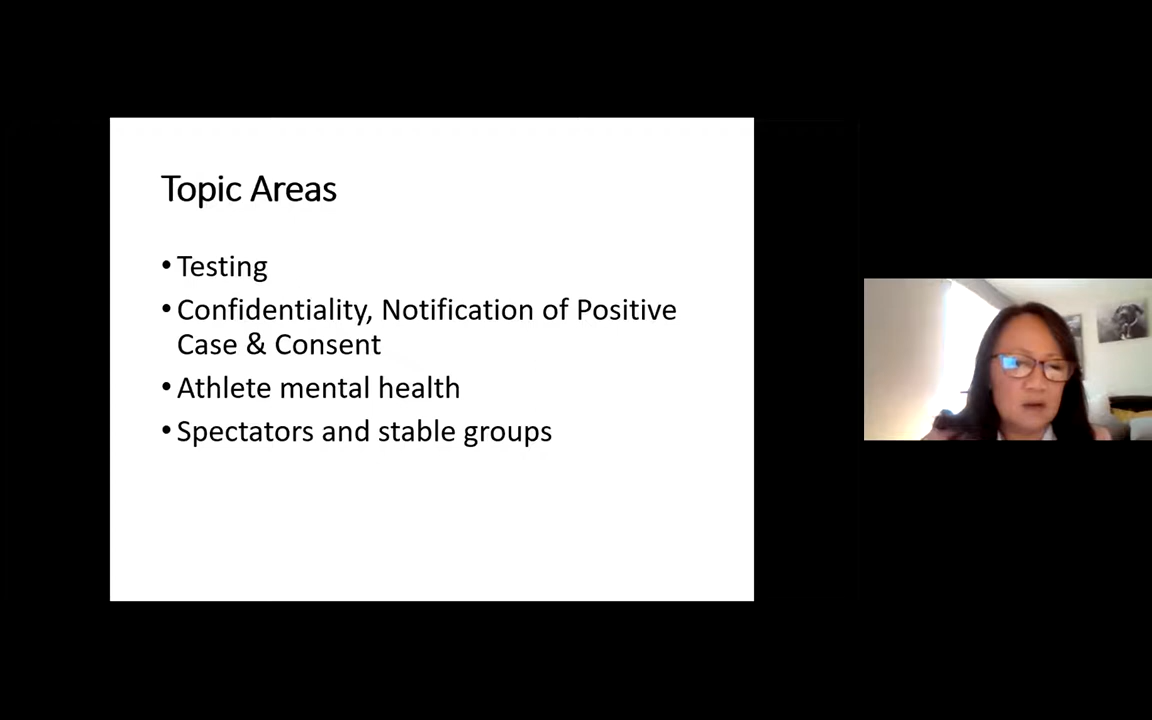 Topic Areas
• Testing
• Confidentiality, Notification of Positive
Case & Consent
• Athlete mental health
• Spectators and stable groups